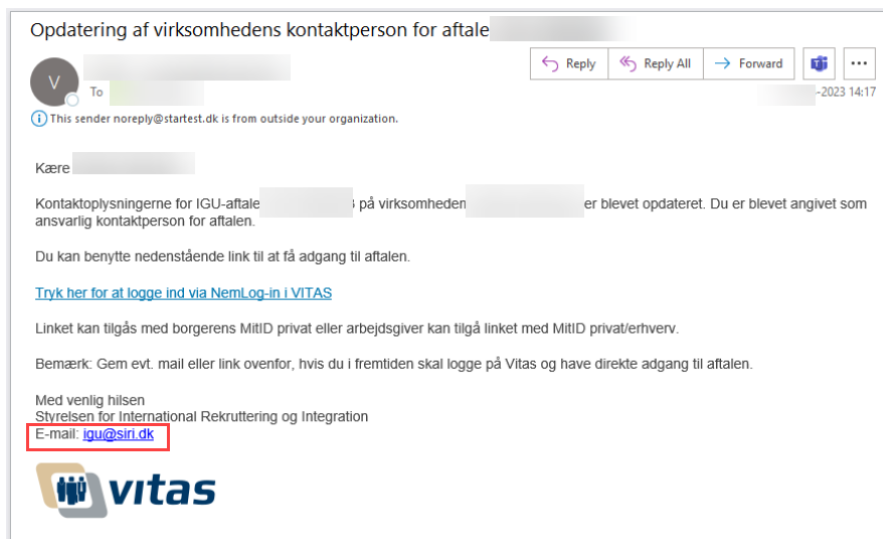 Opdatering af virksomhedens kontaktperson for aftale
Reply
Reply All
Forward
V
To
-2023 14:17
This sender noreply@startest.dk is from outside your organization.
Kære
Kontaktoplysningerne for IGU-aftale på virksomheden er blevet opdateret. Du er blevet angivet som
ansvarlig kontaktperson for aftalen.
Du kan benytte nedenstående link til at få adgang til aftalen.
Tryk her for at logge ind via NemLog-in i VITAS
Linket kan tilgås med borgerens MitID privat eller arbejdsgiver kan tilgå linket med MitID privat/erhverv.
Bemærk: Gem evt. mail eller link ovenfor, hvis du i fremtiden skal logge på Vitas og have direkte adgang til aftalen.
Med venlig hilsen
Styrelsen for International Rekruttering og Integration
E-mail: igu@siri.dk
vitas